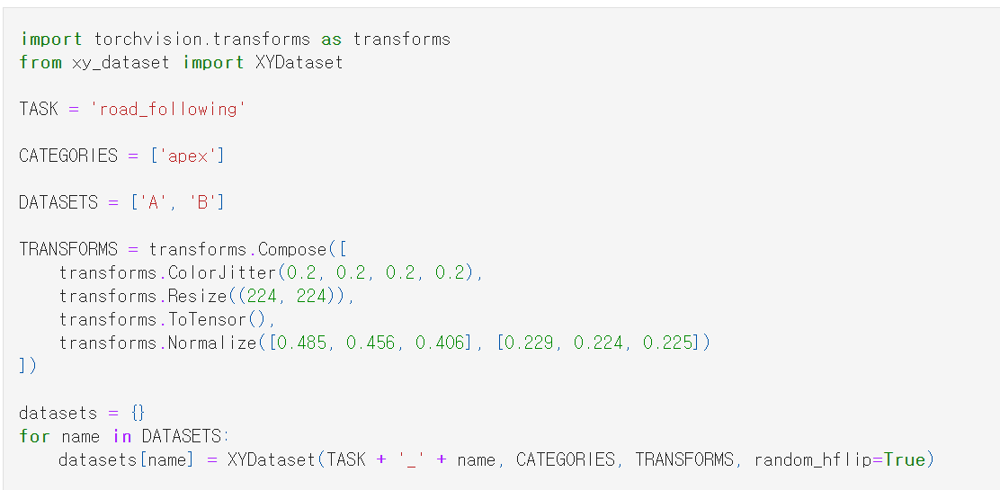 import torchvision.transforms as transforms
from xy_dataset import XYDataset
TASK = 'road_following'
CATEGORIES = ['apex']
DATASETS = ['A', 'B']
TRANSFORMS = transforms.Compose([
    transforms.ColorJitter(0.2, 0.2, 0.2, 0.2),
    transforms.Resize((224, 224)),
    transforms.ToTensor(),
    transforms.Normalize([0.485, 0.456, 0.406], [0.229, 0.224, 0.225])
])
datasets = {}
for name in DATASETS:
    datasets[name] = XYDataset(TASK + '_' + name, CATEGORIES, TRANSFORMS, random_hflip=True)